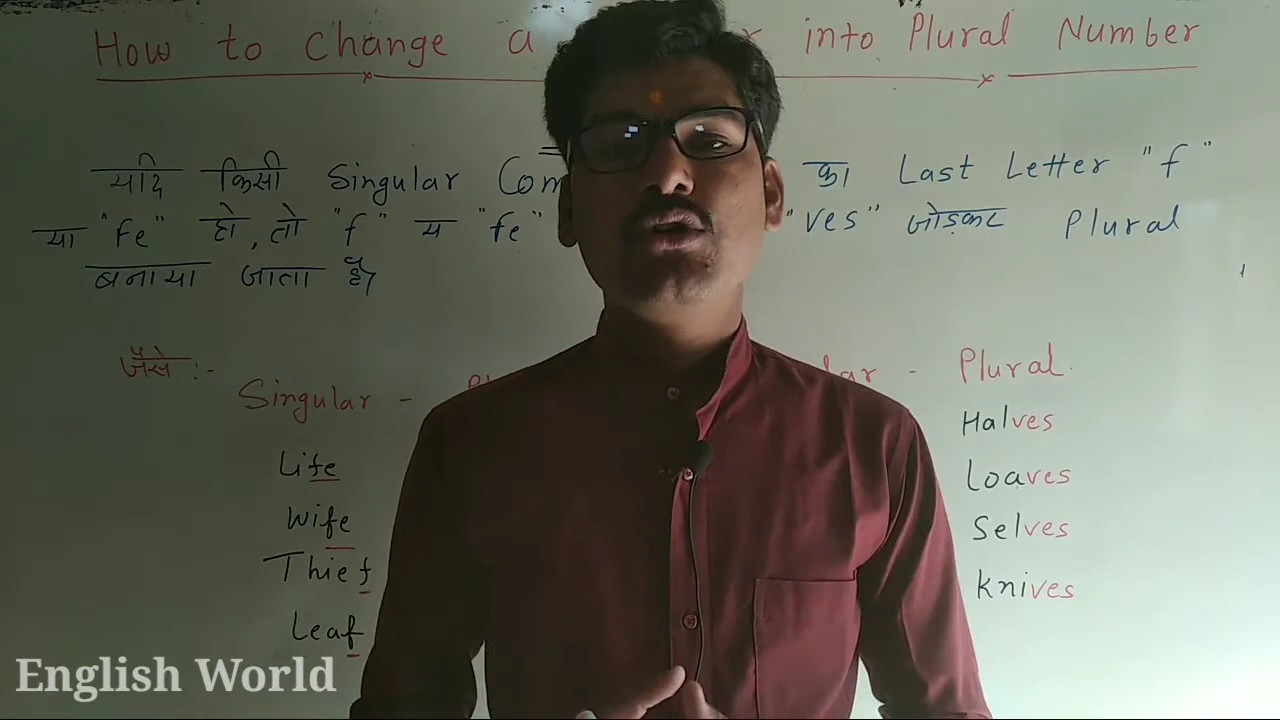 How to change a into Plural Number
यदि किसी Singular Com का Last Letter "f"
या "Fe" हो, तो "f" य "fe" "ves" जोड़कर Plural
बनाया जाता है।
जैसे :-
Singular - Plural.
Life Halves
Wife Loaves
Thief Selves
Leaf Knives
English World